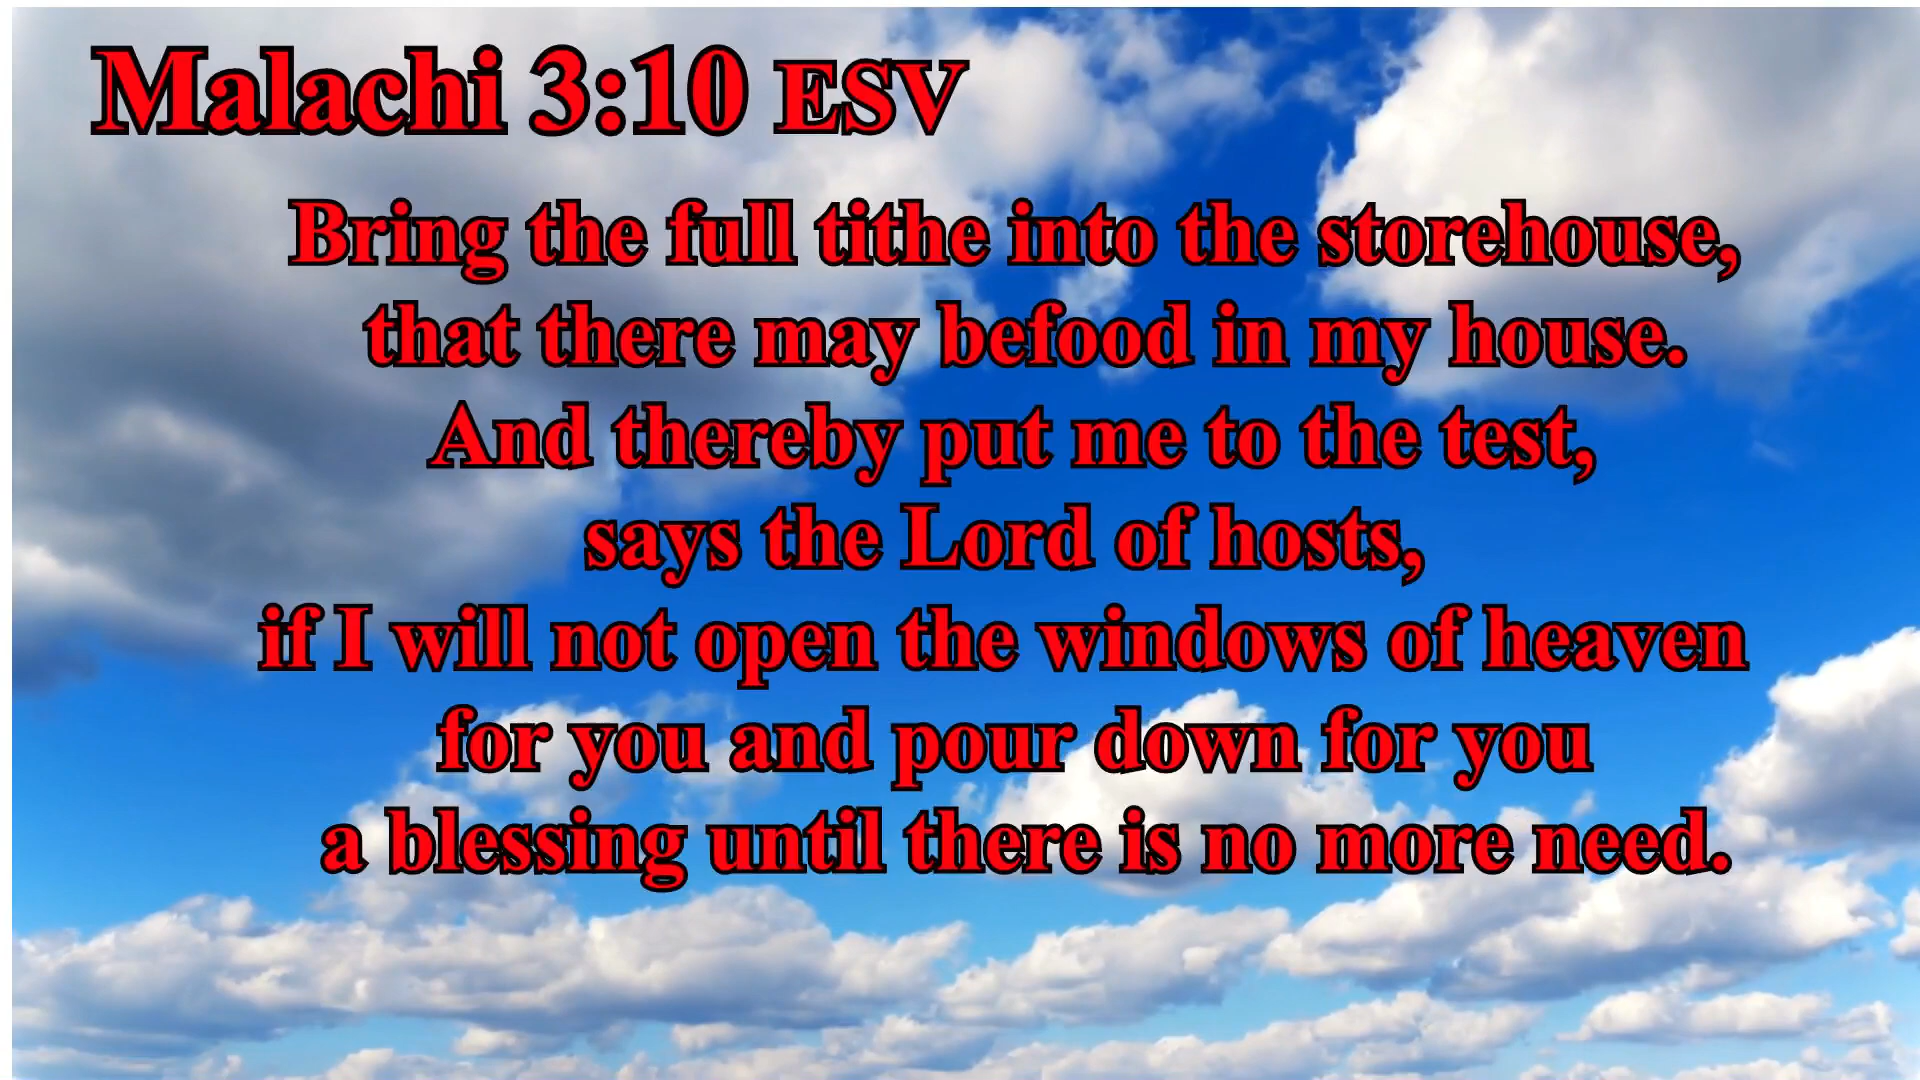 Malachi 3:10 ESV
Bring the full tithe into the storehouse,
that there may befood in my house.
And thereby put me to the test,
says the Lord of hosts,
if I will not open the windows of heaven
for you and pour down for you
a blessing until there is no more need.